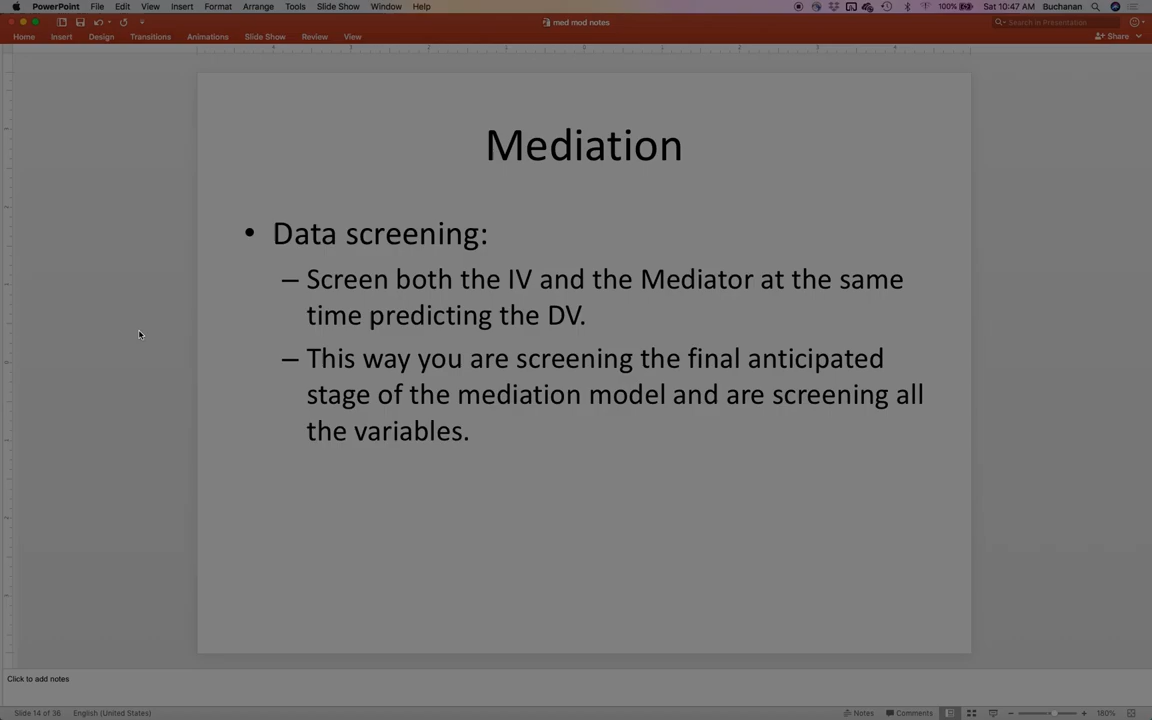 PowerPoint File Edit View Insert Format Arrange Tools Slide Show Window Help 100% Sat 10:47 AM Buchanan
med mod notes Search in Presentation
Home Insert Design Transitions Animations Slide Show Review View Share
Mediation
• Data screening:
– Screen both the IV and the Mediator at the same
time predicting the DV.
– This way you are screening the final anticipated
stage of the mediation model and are screening all
the variables.
Click to add notes
Slide 14 of 36 English (United States) Notes Comments 180%